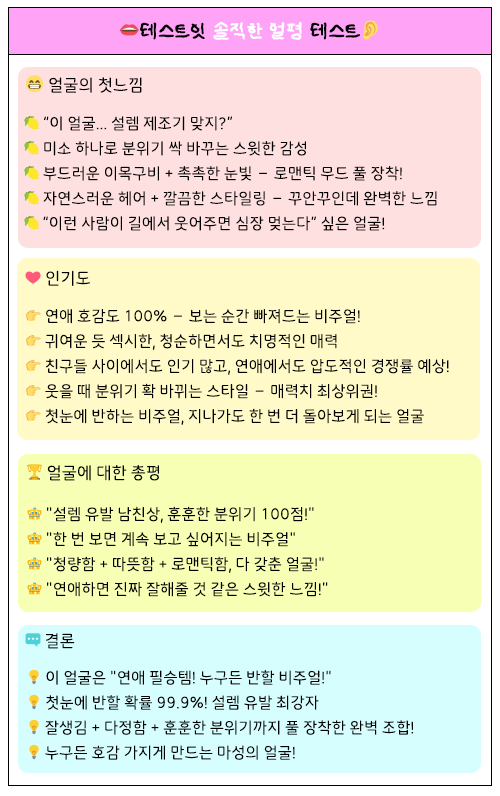 테스트잇 솔직한 얼평 테스트
얼굴의 첫느낌
“이 얼굴... 설렘 제조기 맞지?”
미소 하나로 분위기 싹 바꾸는 스윗한 감성
부드러운 이목구비 + 촉촉한 눈빛 – 로맨틱 무드 풀 장착!
자연스러운 헤어 + 깔끔한 스타일링 – 꾸안꾸인데 완벽한 느낌
“이런 사람이 길에서 웃어주면 심장 멎는다” 싶은 얼굴!
인기도
연애 호감도 100% – 보는 순간 빠져드는 비주얼!
귀여운 듯 섹시한, 청순하면서도 치명적인 매력
친구들 사이에서도 인기 많고, 연애에서도 압도적인 경쟁률 예상!
웃을 때 분위기 확 바뀌는 스타일 – 매력치 최상위권!
첫눈에 반하는 비주얼, 지나가도 한 번 더 돌아보게 되는 얼굴
얼굴에 대한 총평
"설렘 유발 남친상, 훈훈한 분위기 100점!"
"한 번 보면 계속 보고 싶어지는 비주얼"
"청량함 + 따뜻함 + 로맨틱함, 다 갖춘 얼굴!"
"연애하면 진짜 잘해줄 것 같은 스윗한 느낌!"
결론
이 얼굴은 "연애 필승템! 누구든 반할 비주얼!"
첫눈에 반할 확률 99.9%! 설렘 유발 최강자
잘생김 + 다정함 + 훈훈한 분위기까지 풀 장착한 완벽 조합!
누구든 호감 가지게 만드는 마성의 얼굴!